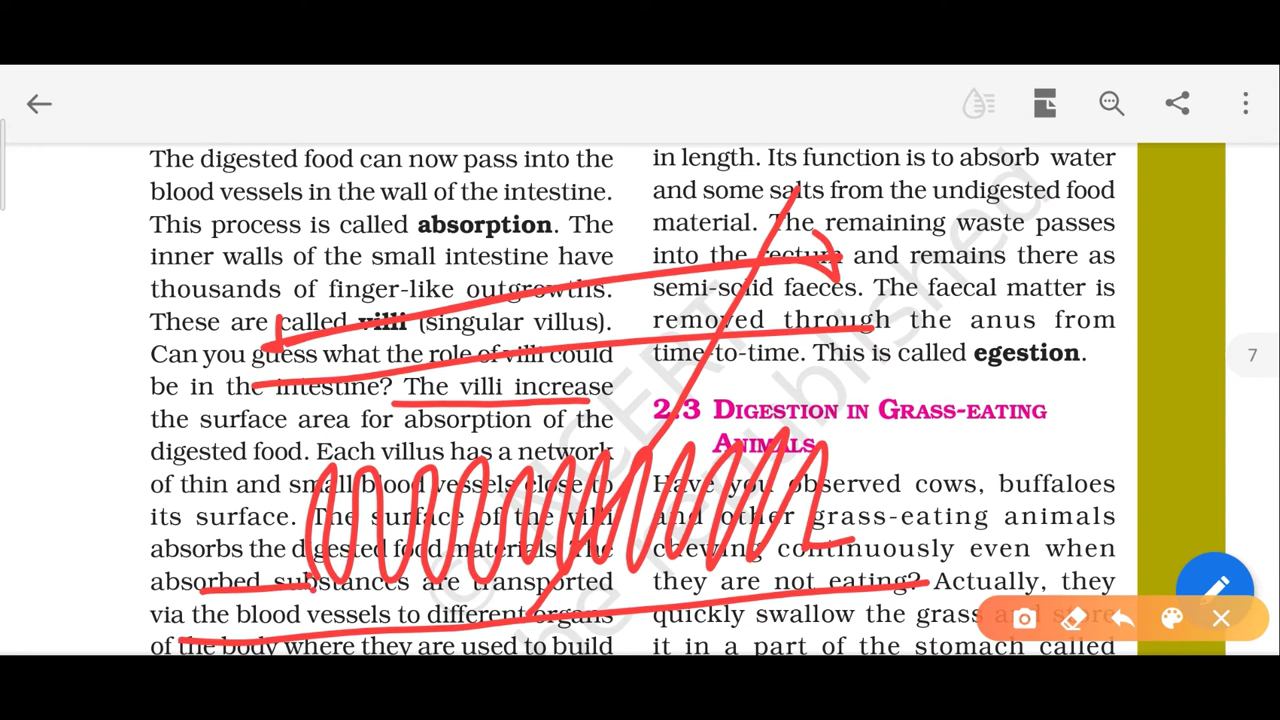 The digested food can now pass into the
blood vessels in the wall of the intestine.
This process is called absorption. The
inner walls of the small intestine have
thousands of finger-like outgrowths.
These are called villi (singular villus).
Can you guess what the role of villi could
be in the intestine? The villi increase
the surface area for absorption of the
digested food. Each villus has a network
of thin and small blood vessels close to
its surface. The surface of the villi
absorbs the digested food materials. The
absorbed substances are transported
via the blood vessels to different organs
of the body where they are used to build
in length. Its function is to absorb water
and some salts from the undigested food
material. The remaining waste passes
into the rectum and remains there as
semi-solid faeces. The faecal matter is
removed through the anus from
time-to-time. This is called egestion.
2.3 DIGESTION IN GRASS-EATING
ANIMALS
Have you observed cows, buffaloes
and other grass-eating animals
chewing continuously even when
they are not eating? Actually, they
quickly swallow the grass and store
it in a part of the stomach called
7
© NCERT
be republished